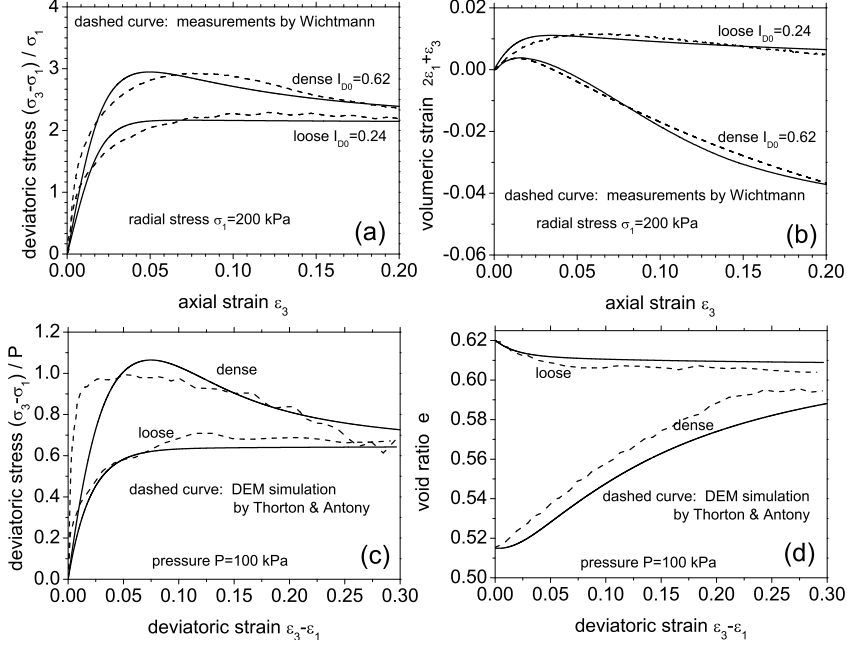 dashed curve: measurements by Wichtmann
dense I_D0=0.62
loose I_D0=0.24
radial stress σ₁=200 kPa
(a)
deviatoric stress (σ₃-σ₁) / σ₁
4
3
2
1
0
0.00 0.05 0.10 0.15 0.20
axial strain ε₃
loose I_D0=0.24
dense I_D0=0.62
dashed curve: measurements by Wichtmann
radial stress σ₁=200 kPa
(b)
volumeric strain 2ε₁+ε₃
0.02
0.00
-0.02
-0.04
-0.06
0.00 0.05 0.10 0.15 0.20
axial strain ε₃
dense
loose
dashed curve: DEM simulation
by Thorton & Antony
pressure P=100 kPa
(c)
deviatoric stress (σ₃-σ₁) / P
1.2
1.0
0.8
0.6
0.4
0.2
0.0
0.00 0.05 0.10 0.15 0.20 0.25 0.30
deviatoric strain ε₃-ε₁
loose
dense
dashed curve: DEM simulation
by Thorton & Antony
pressure P=100 kPa
(d)
void ratio e
0.62
0.60
0.58
0.56
0.54
0.52
0.50
0.00 0.05 0.10 0.15 0.20 0.25 0.30
deviatoric strain ε₃-ε₁